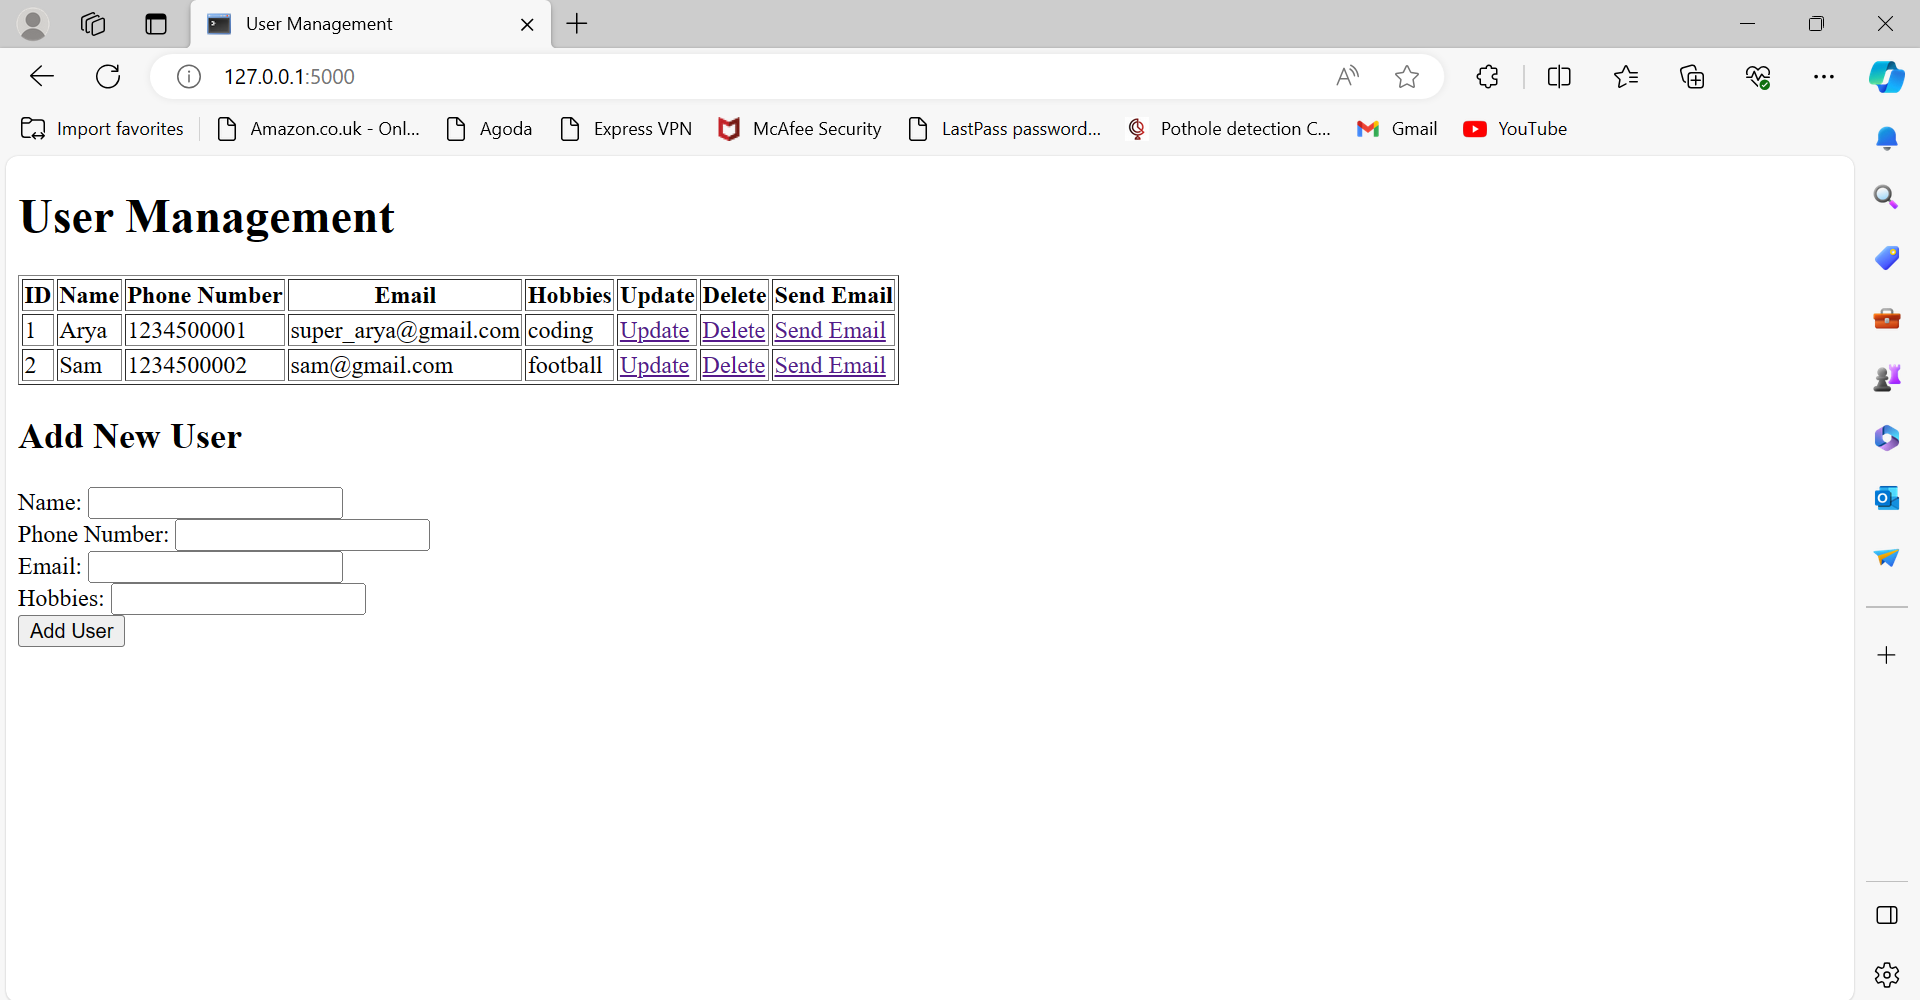 User Management
127.0.0.1:5000
Import favorites Amazon.co.uk - Onl... Agoda Express VPN McAfee Security LastPass password... Pothole detection C... Gmail YouTube
User Management
ID Name Phone Number Email Hobbies Update Delete Send Email
1 Arya 1234500001 super_arya@gmail.com coding Update Delete Send Email
2 Sam 1234500002 sam@gmail.com football Update Delete Send Email
Add New User
Name:
Phone Number:
Email:
Hobbies:
Add User